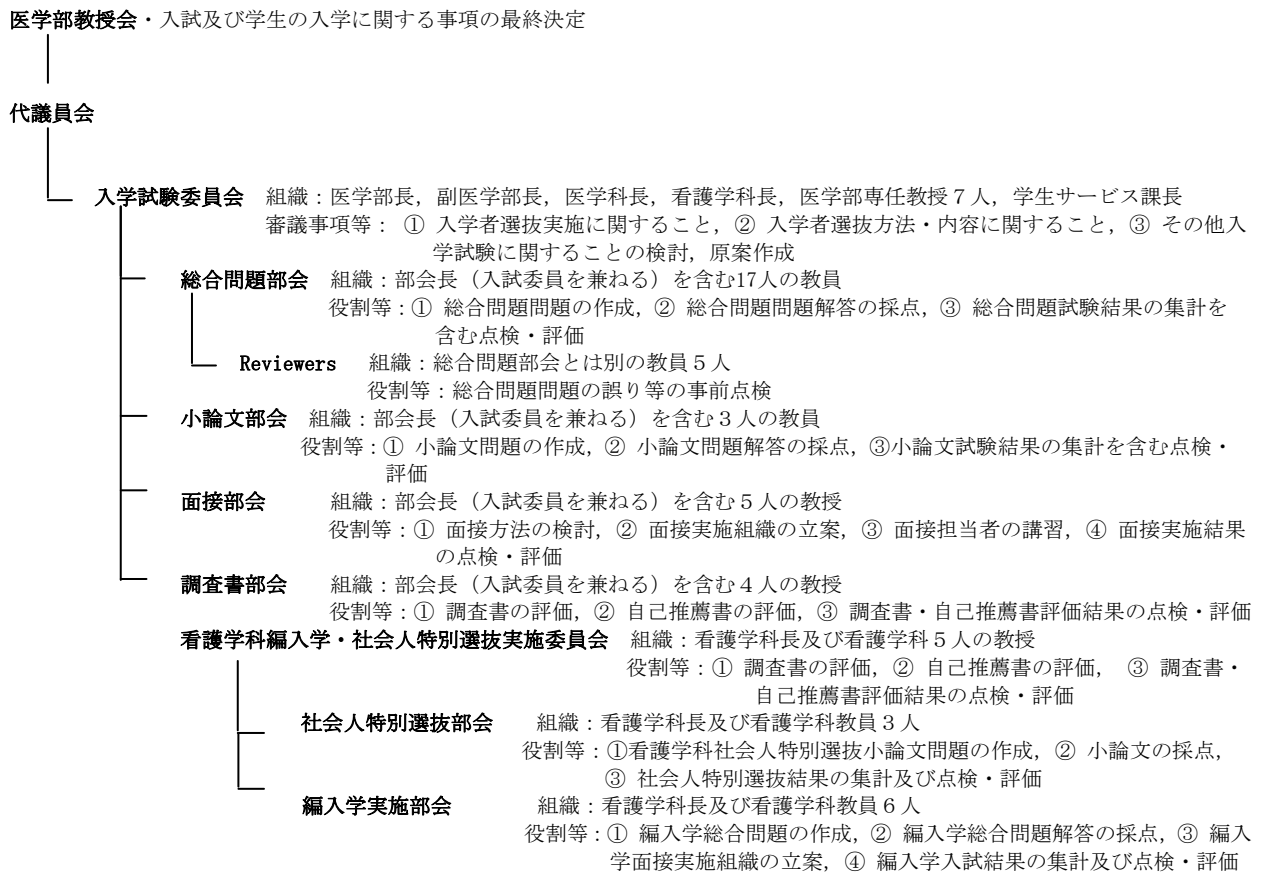 医学部教授会・入試及び学生の入学に関する事項の最終決定
代議員会
入学試験委員会 組織：医学部長，副医学部長，医学科長，看護学科長，医学部専任教授７人，学生サービス課長
審議事項等： ① 入学者選抜実施に関すること，② 入学者選抜方法・内容に関すること，③ その他入
学試験に関することの検討，原案作成
総合問題部会 組織：部会長（入試委員を兼ねる）を含む17人の教員
役割等：① 総合問題問題の作成，② 総合問題問題解答の採点，③ 総合問題試験結果の集計を
含む点検・評価
Reviewers 組織：総合問題部会とは別の教員５人
役割等：総合問題問題の誤り等の事前点検
小論文部会 組織：部会長（入試委員を兼ねる）を含む３人の教員
役割等：① 小論文問題の作成，② 小論文問題解答の採点，③小論文試験結果の集計を含む点検・
評価
面接部会 組織：部会長（入試委員を兼ねる）を含む５人の教授
役割等：① 面接方法の検討，② 面接実施組織の立案，③ 面接担当者の講習，④ 面接実施結果
の点検・評価
調査書部会 組織：部会長（入試委員を兼ねる）を含む４人の教授
役割等：① 調査書の評価，② 自己推薦書の評価，③ 調査書・自己推薦書評価結果の点検・評価
看護学科編入学・社会人特別選抜実施委員会 組織：看護学科長及び看護学科５人の教授
役割等：① 調査書の評価，② 自己推薦書の評価， ③ 調査書・
自己推薦書評価結果の点検・評価
社会人特別選抜部会 組織：看護学科長及び看護学科教員３人
役割等：①看護学科社会人特別選抜小論文問題の作成，② 小論文の採点，
③ 社会人特別選抜結果の集計及び点検・評価
編入学実施部会 組織：看護学科長及び看護学科教員６人
役割等：① 編入学総合問題の作成，② 編入学総合問題解答の採点，③ 編入
学面接実施組織の立案，④ 編入学入試結果の集計及び点検・評価